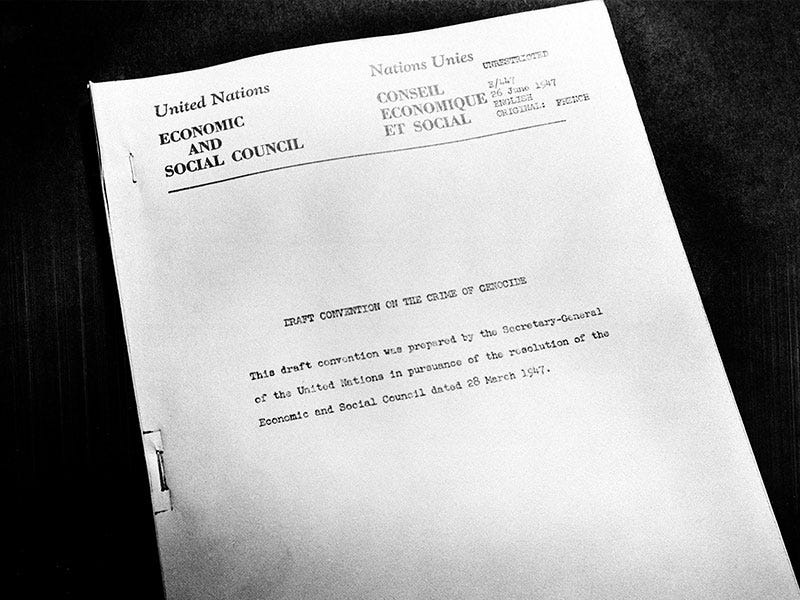 United Nations
ECONOMIC
AND
SOCIAL COUNCIL
Nations Unies
CONSEIL
ECONOMIQUE
ET SOCIAL
UNRESTRICTED
E/447
26 June 1947
ENGLISH
ORIGINAL: FRENCH
DRAFT CONVENTION ON THE CRIME OF GENOCIDE
This draft convention was prepared by the Secretary-General
of the United Nations in pursuance of the resolution of the
Economic and Social Council dated 28 March 1947.